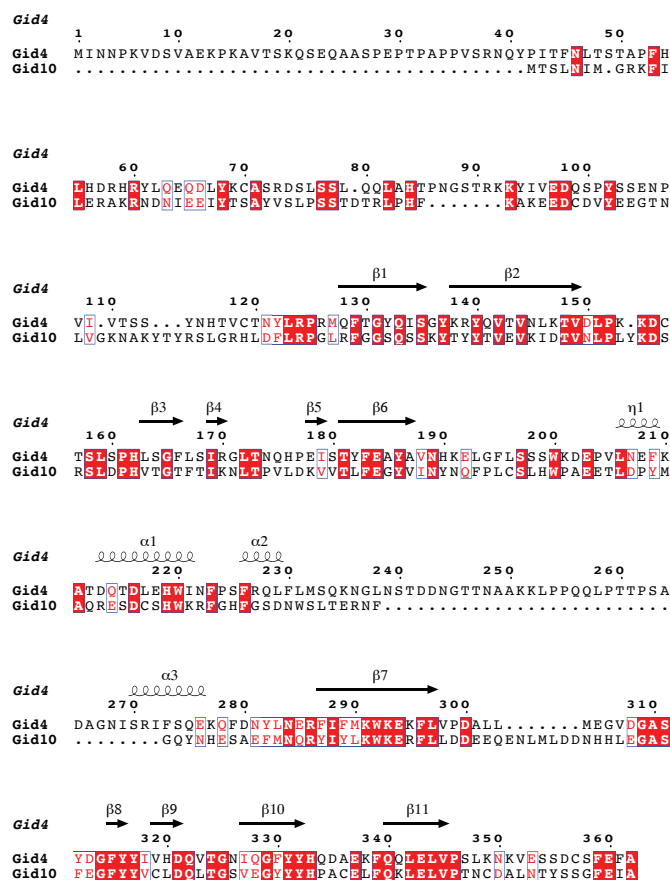 Gid4
1 10 20 30 40 50
Gid4 MINNPKVDSVAEKPKAVTSKQSEQAASPEPTPAPPVSRNQYPITFNLTSTAPFH
Gid10 .........................................MTSLNIM.GRKFI
Gid4
60 70 80 90 100
Gid4 LHDRHRYLQEQDLYKCASRDSLSSL.QQLAHTPNGSTRKKYIVEDQSPYSSENP
Gid10 LERAKRNDNIEEIYTSAYVSLPSSTDTRLPHF.......KAKEEDCDVYEEGTN
Gid4
β1 β2
110 120 130 140 150
Gid4 VI.VTSS...YNHTVCTNYLRPRMQFTGYQISGYKRYQVTVNLKTVDLPK.KDC
Gid10 LVGKNAKYTYRSLGRHLDFLRPGLRFGGSQSSKYTYTVEVKIDTVNLPLYKDS
Gid4
β3 β4 β5 β6 η1
160 170 180 190 200 210
Gid4 TSLSPHLSGFLSIRGLTNQHPEISTYFEAYAVNHKELGFLSSSWKDEPVLNEFK
Gid10 RSLDPHVTGTFTIKNLTPVLDKVVTLFEGYVINYNQFPLCSLHWPAEETLDPYM
Gid4
α1 α2
220 230 240 250 260
Gid4 ATDQTDLEHWINFPSFRQLFLMSQKNGLNSTDDNGTTNAAKLPPQQLPTTPSA
Gid10 AQRESDCSHWKRFGHFGSDNWSLTERNF.........................
Gid4
α3 β7
270 280 290 300 310
Gid4 DAGNISRIFSQEKQFDNYLNERFIFMKWKEKFLVPDALL.......MEGVDGAS
Gid10 ........GQYNHESAEFMNQRYIYLKWKERFLLDDEEQENLMLDDNHHLEGAS
Gid4
β8 β9 β10 β11
320 330 340 350 360
Gid4 YDGFYYIVHDQVTGNIQGFYYHQDAEKFQQLELVPSLKNKVESSDCSFEFA
Gid10 FEGFYYVCLDQLTGSVEGYYYHPACELFQKLELVPTNCDALNTYSSGFEIA